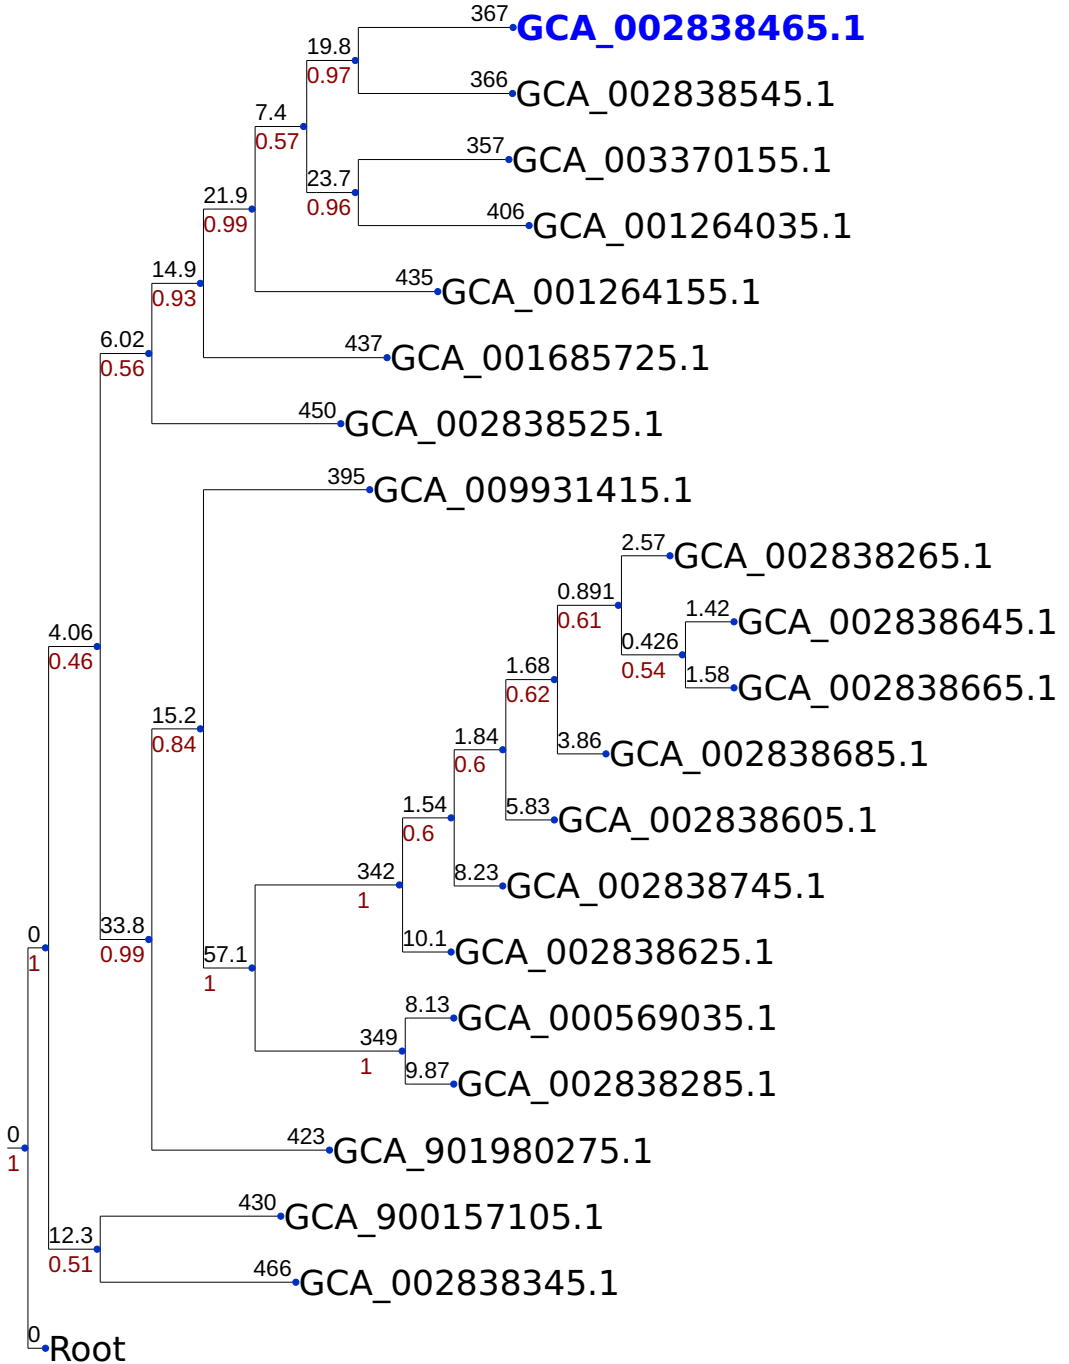 367
GCA_002838465.1
19.8
0.97
366
GCA_002838545.1
7.4
0.57
357
GCA_003370155.1
23.7
0.96
21.9
0.99
406
GCA_001264035.1
14.9
0.93
435
GCA_001264155.1
6.02
0.56
437
GCA_001685725.1
450
GCA_002838525.1
395
GCA_009931415.1
2.57
GCA_002838265.1
0.891
0.61
1.42
GCA_002838645.1
4.06
0.46
0.426
0.54
1.58
GCA_002838665.1
1.68
0.62
15.2
0.84
3.86
GCA_002838685.1
1.84
0.6
5.83
GCA_002838605.1
1.54
0.6
342
1
8.23
GCA_002838745.1
33.8
0.99
10.1
GCA_002838625.1
0
1
57.1
1
8.13
GCA_000569035.1
349
1
9.87
GCA_002838285.1
0
1
423
GCA_901980275.1
430
GCA_900157105.1
12.3
0.51
466
GCA_002838345.1
0
Root